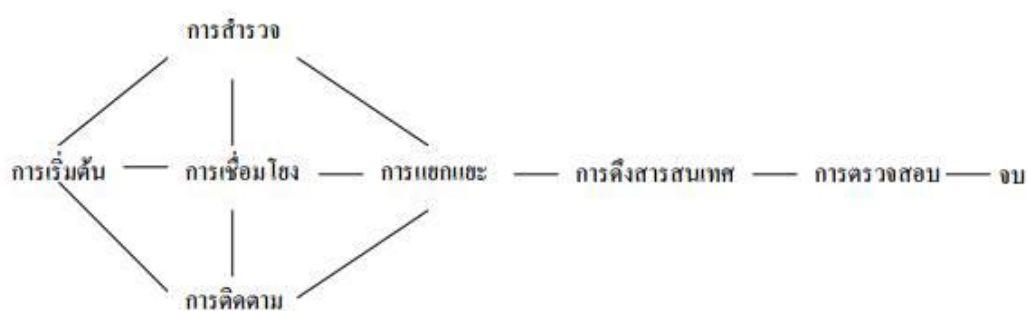 การสำรวจ
การเริ่มต้น การเชื่อมโยง การแยกแยะ การดึงสารสนเทศ การตรวจสอบ จบ
การติดตาม